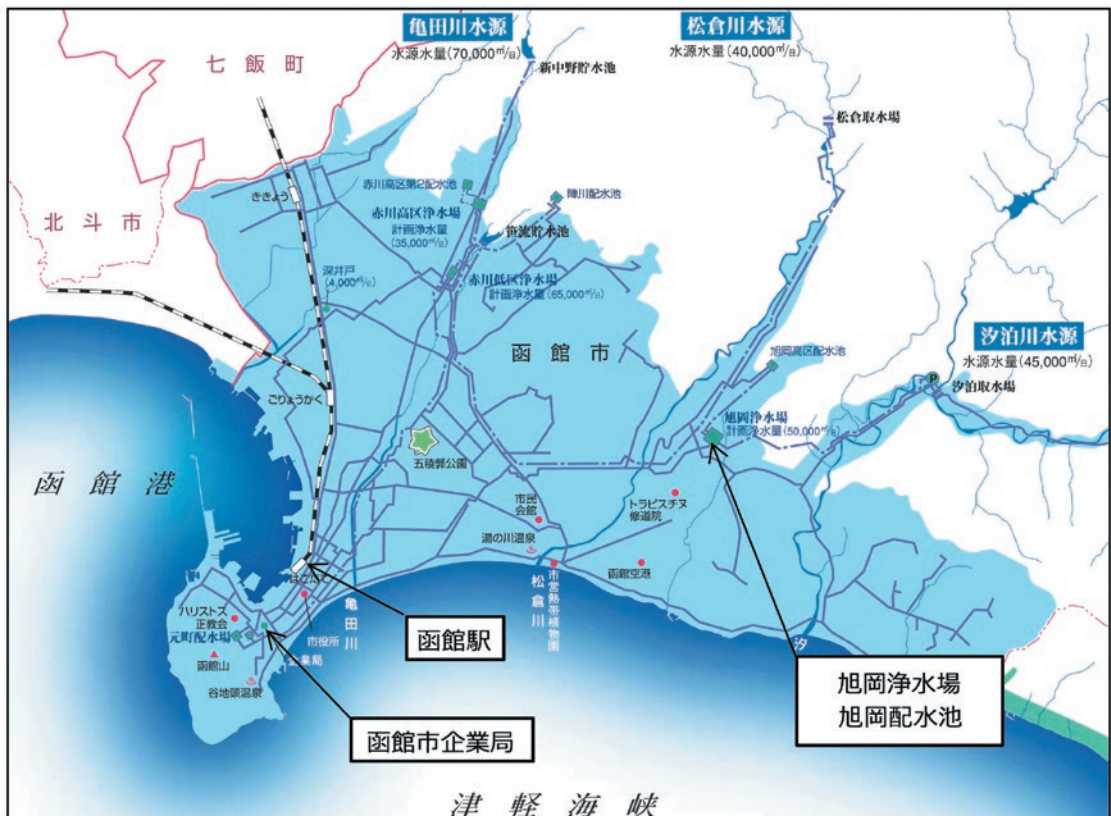 亀田川水源
水源水量(70,000㎥/日)
松倉川水源
水源水量(40,000㎥/日)
七飯町
新中野貯水池
松倉取水場
ききょう
赤川高区第2配水池
陣川配水池
赤川高区浄水場
計画浄水量
(35,000㎥/日)
笹流貯水池
北斗市
深井戸
(4,000㎥/日)
赤川低区浄水場
計画浄水量(65,000㎥/日)
汐泊川水源
水源水量(45,000㎥/日)
函館市
旭岡高区配水池
P
汐泊取水場
ごりょうかく
旭岡浄水場
計画浄水量(50,000㎥/日)
五稜郭公園
函館港
市民
会館
トラピスチヌ
修道院
湯の川温泉
函館空港
はこだて
松倉川
市営熱帯植物園
亀田川
ハリストス
正教会
元町配水場
市役所
企業局
函館山
谷地頭温泉
汐
函館駅
旭岡浄水場
旭岡配水池
函館市企業局
津軽海峡